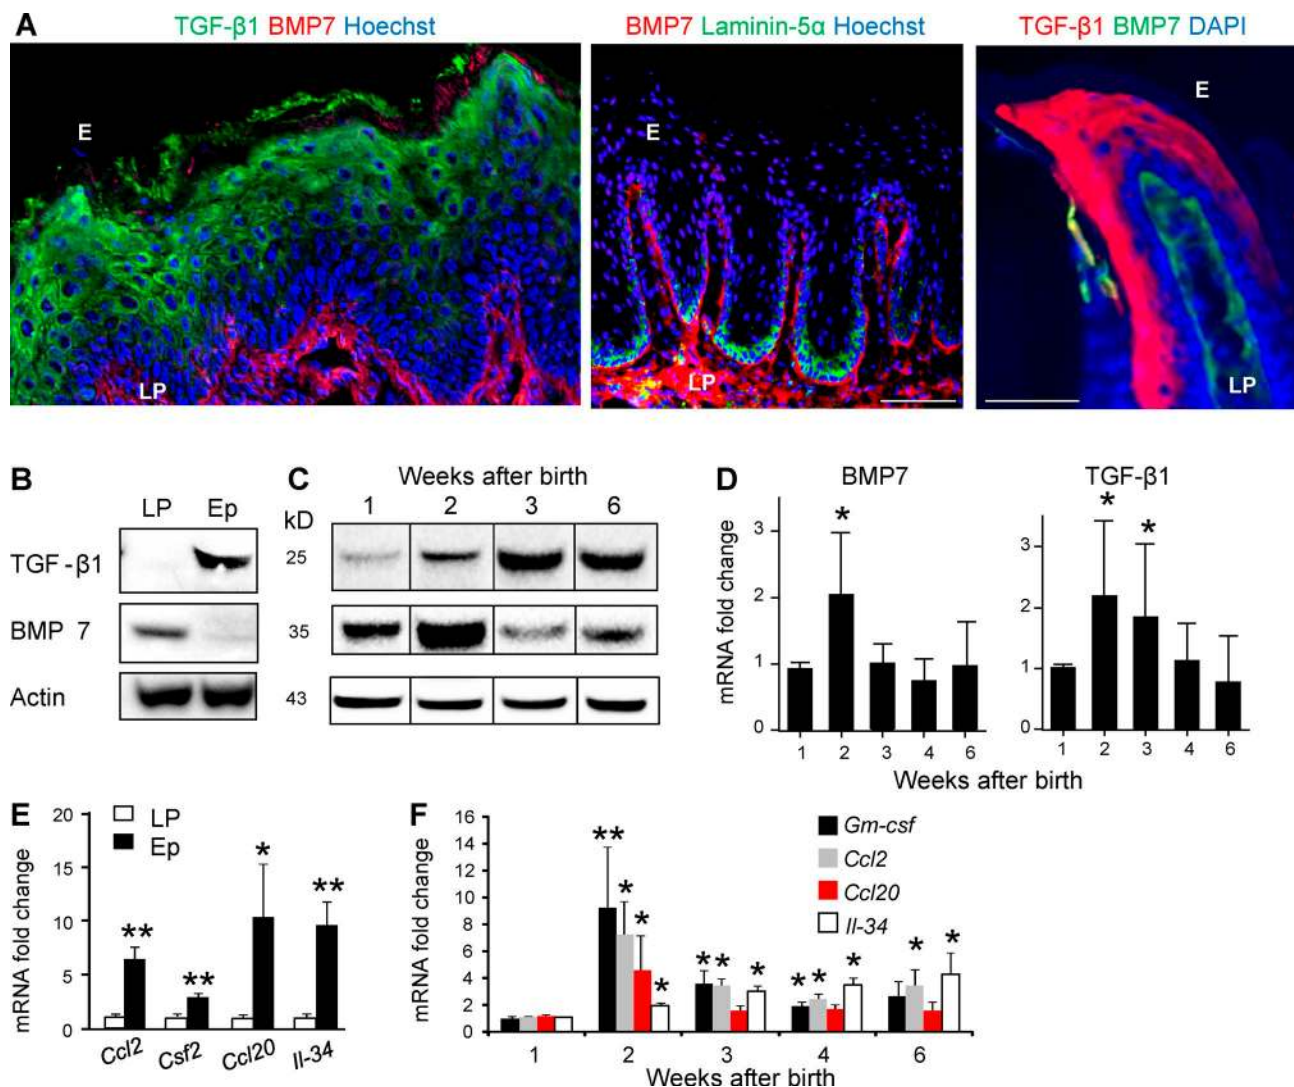 A
TGF-β1 BMP7 Hoechst
BMP7 Laminin-5α Hoechst
TGF-β1 BMP7 DAPI
E
LP
E
LP
E
LP
B
LP Ep
TGF-β1
BMP 7
Actin
C
Weeks after birth
1 2 3 6
kD
25
35
43
D
BMP7
TGF-β1
mRNA fold change
3
2
1
0
*
1 2 3 4 6
3
2
1
0
* *
1 2 3 4 6
Weeks after birth
E
mRNA fold change
20
15
10
5
0
LP
Ep
** ** * **
Ccl2 Csf2 Ccl20 Il-34
F
mRNA fold change
16
14
12
10
8
6
4
2
0
** * * *
* * *
* * *
* *
Gm-csf
Ccl2
Ccl20
Il-34
1 2 3 4 6
Weeks after birth